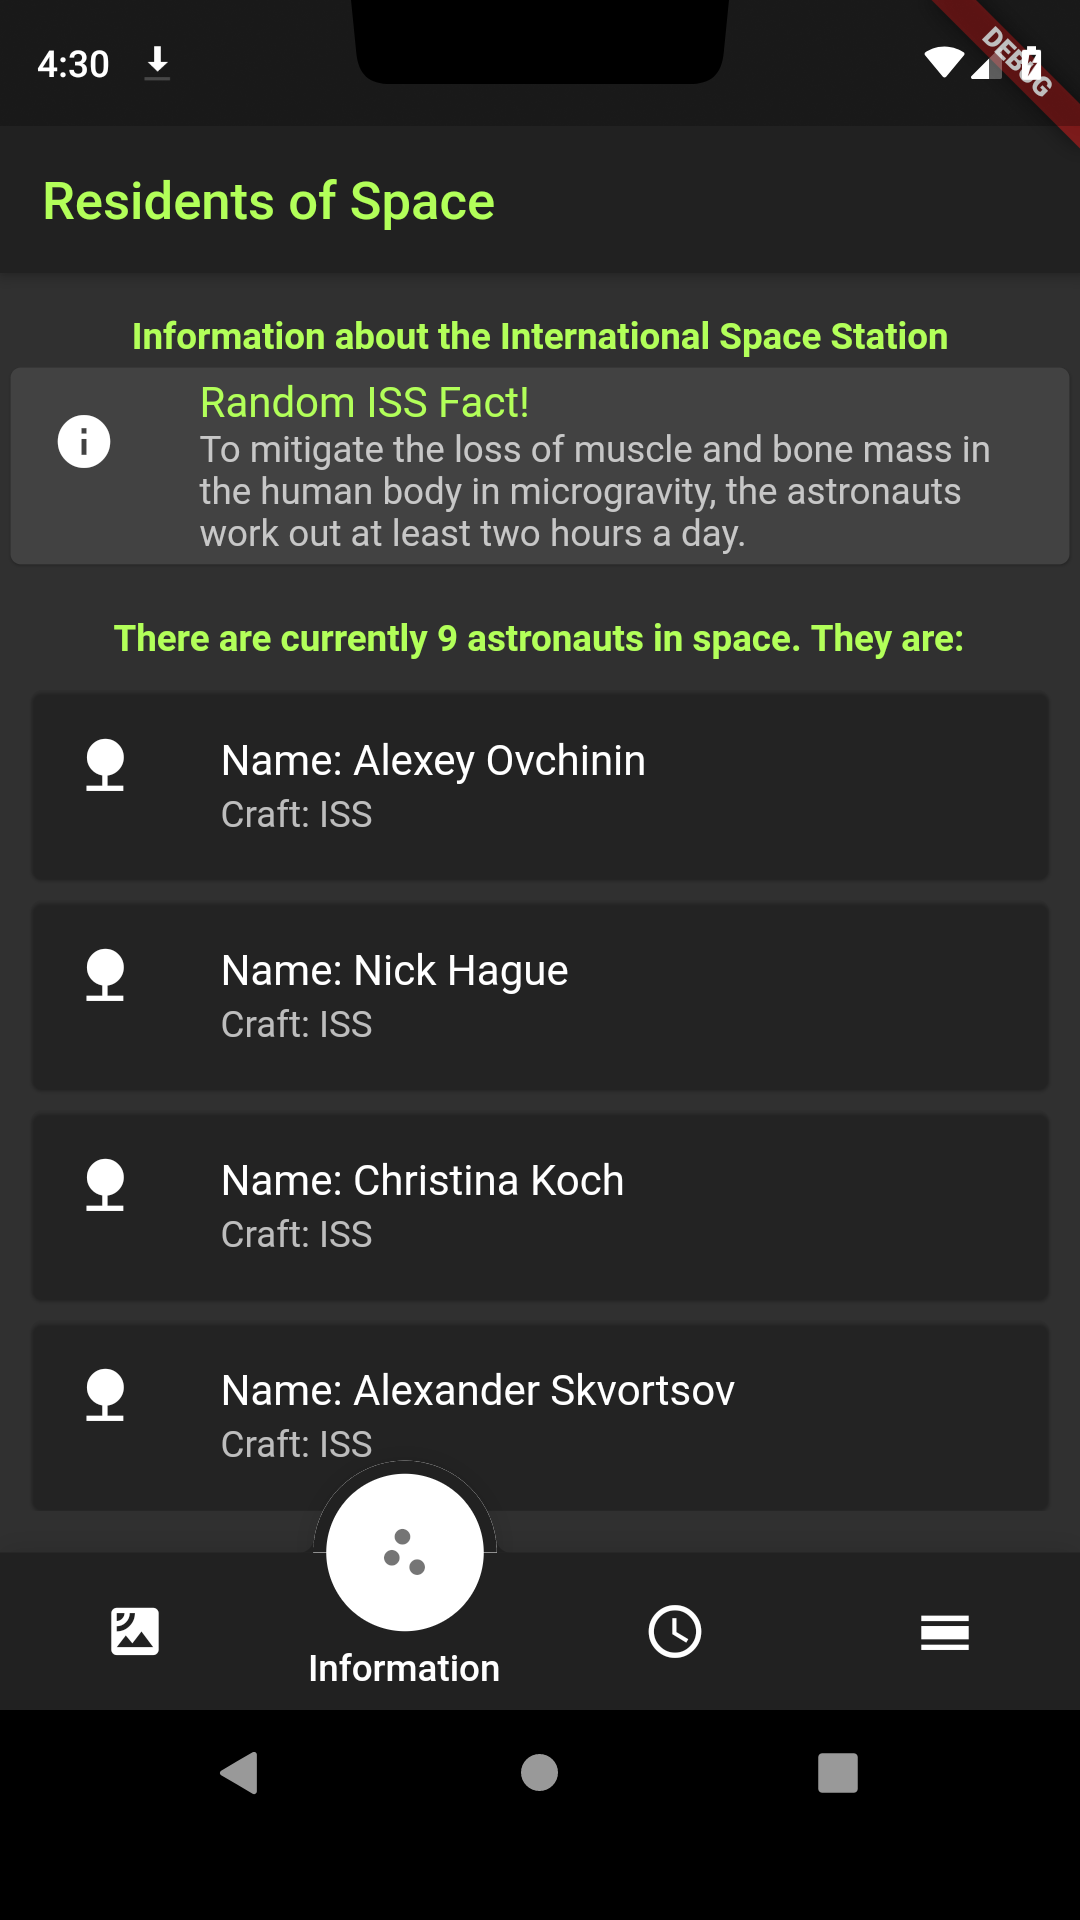 4:30
DEBUG
Residents of Space
Information about the International Space Station
Random ISS Fact!
To mitigate the loss of muscle and bone mass in
the human body in microgravity, the astronauts
work out at least two hours a day.
There are currently 9 astronauts in space. They are:
Name: Alexey Ovchinin
Craft: ISS
Name: Nick Hague
Craft: ISS
Name: Christina Koch
Craft: ISS
Name: Alexander Skvortsov
Craft: ISS
Information